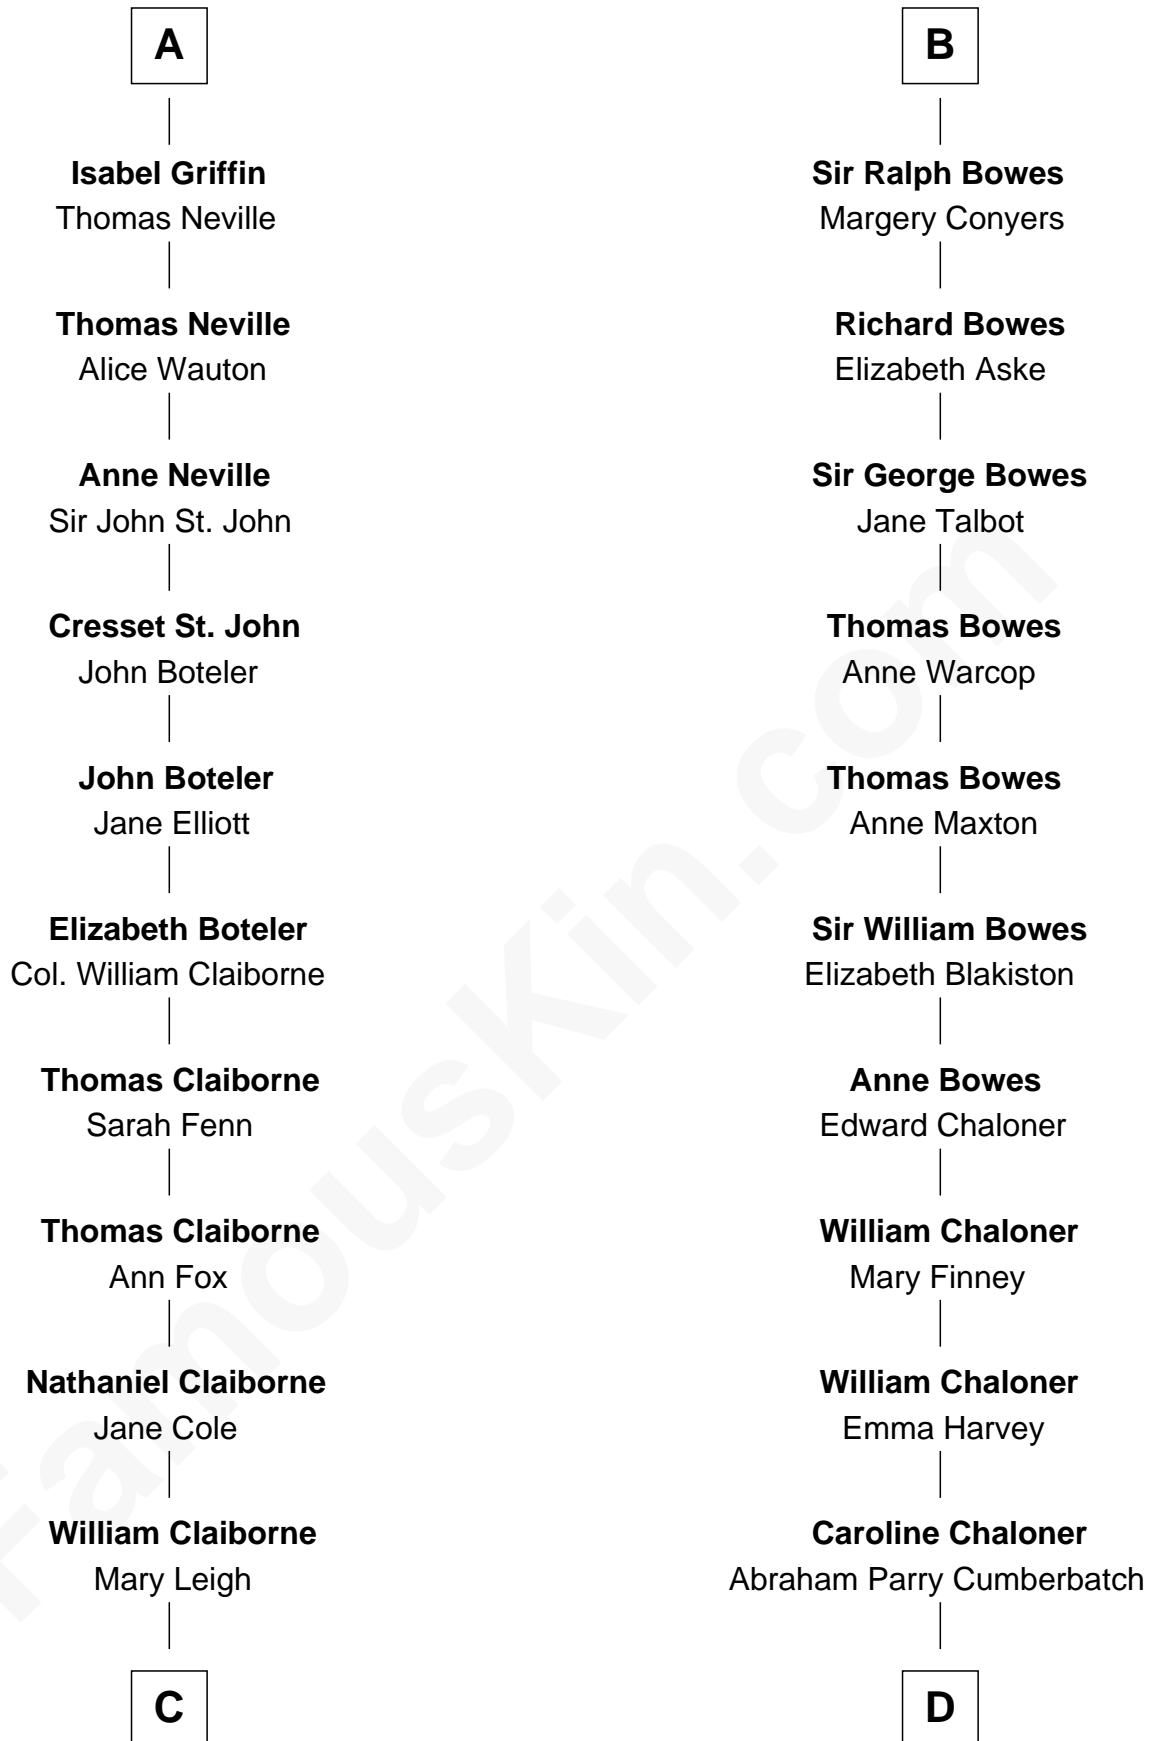 A
Isabel Griffin
Thomas Neville
Thomas Neville
Alice Wauton
Anne Neville
Sir John St. John
Cresset St. John
John Boteler
John Boteler
Jane Elliott
Elizabeth Boteler
Col. William Claiborne
Thomas Claiborne
Sarah Fenn
Thomas Claiborne
Ann Fox
Nathaniel Claiborne
Jane Cole
William Claiborne
Mary Leigh
C
B
Sir Ralph Bowes
Margery Conyers
Richard Bowes
Elizabeth Aske
Sir George Bowes
Jane Talbot
Thomas Bowes
Anne Warcop
Thomas Bowes
Anne Maxton
Sir William Bowes
Elizabeth Blakiston
Anne Bowes
Edward Chaloner
William Chaloner
Mary Finney
William Chaloner
Emma Harvey
Caroline Chaloner
Abraham Parry Cumberbatch
D
FamousKin.com